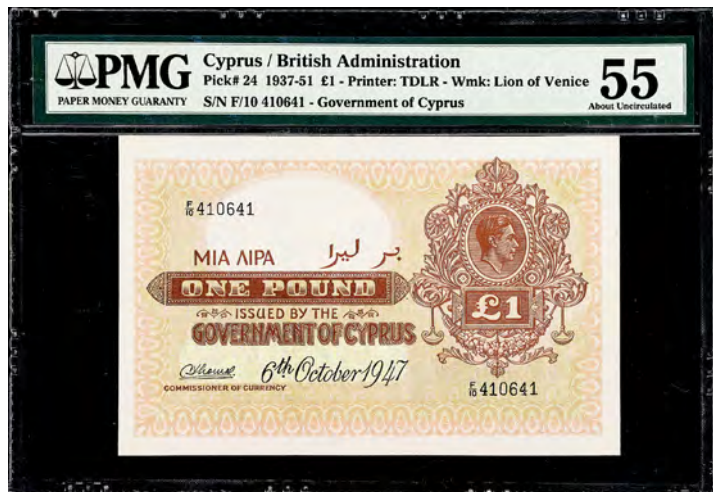 PMG
PAPER MONEY GUARANTY
Cyprus / British Administration
Pick# 24 1937-51 £1 - Printer: TDLR - Wmk: Lion of Venice
S/N F/10 410641 - Government of Cyprus
55
About Uncirculated
F/10 410641
ΜΙΑ ΛΙΡΑ بر ليرا
ONE POUND
£1
ISSUED BY THE
GOVERNMENT OF CYPRUS
6th October 1947
COMMISSIONER OF CURRENCY
F/10 410641